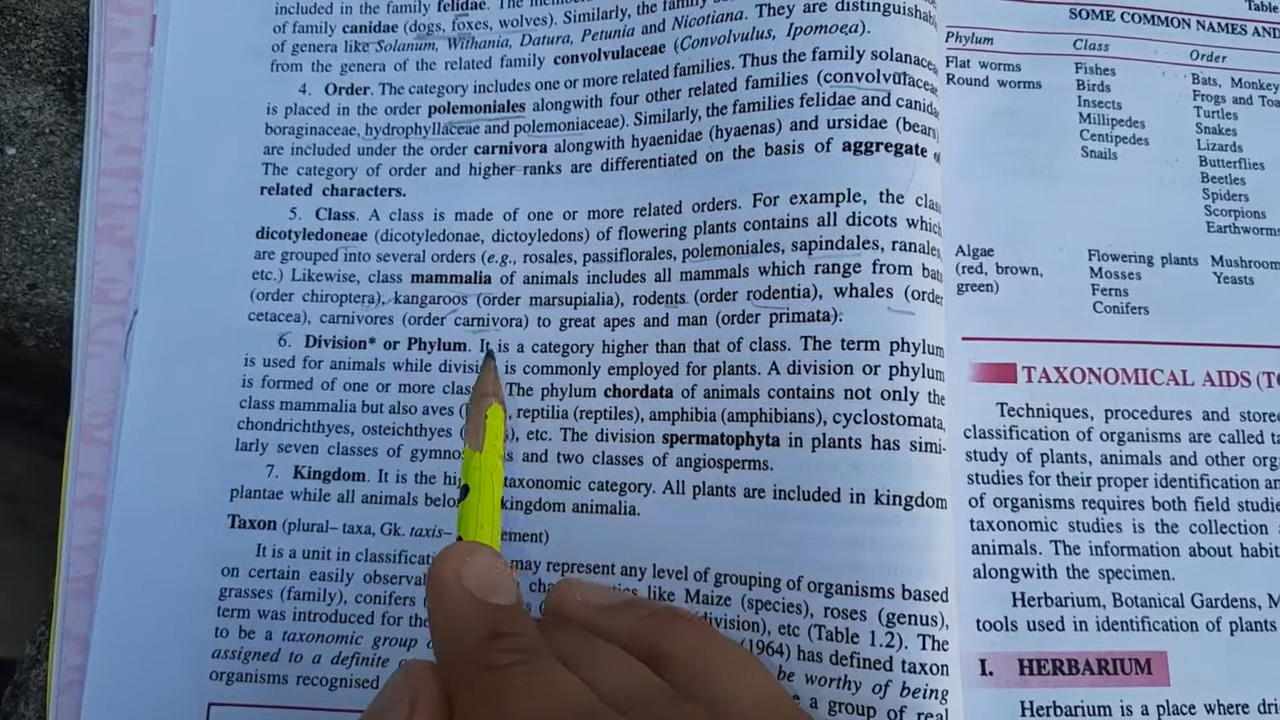 included in the family felidae. The
of family canidae (dogs, foxes, wolves). Similarly, the family
of genera like Solanum, Withania, Datura, Petunia and Nicotiana. They are distinguishab
from the genera of the related family convolvulaceae (Convolvulus, Ipomoea).
4. Order. The category includes one or more related families. Thus the family solanace
is placed in the order polemoniales alongwith four other related families (convolvulace
boraginaceae, hydrophyllaceae and polemoniaceae). Similarly, the families felidae and canid
are included under the order carnivora alongwith hyaenidae (hyaenas) and ursidae (bears
The category of order and higher ranks are differentiated on the basis of aggregate
related characters.
5. Class. A class is made of one or more related orders. For example, the clas
dicotyledoneae (dicotyledonae, dictoyledons) of flowering plants contains all dicots which
are grouped into several orders (e.g., rosales, passiflorales, polemoniales, sapindales, ranales,
etc.) Likewise, class mammalia of animals includes all mammals which range from bats
(order chiroptera), kangaroos (order marsupialia), rodents (order rodentia), whales (order
cetacea), carnivores (order carnivora) to great apes and man (order primata).
6. Division* or Phylum. It is a category higher than that of class. The term phylum
is used for animals while divisi is commonly employed for plants. A division or phylum
is formed of one or more clas The phylum chordata of animals contains not only the
class mammalia but also aves ( , reptilia (reptiles), amphibia (amphibians), cyclostomata,
chondrichthyes, osteichthyes ( s), etc. The division spermatophyta in plants has simi-
larly seven classes of gymno s and two classes of angiosperms.
7. Kingdom. It is the hi taxonomic category. All plants are included in kingdom
plantae while all animals belo kingdom animalia.
Taxon (plural– taxa, Gk. taxis– ement)
It is a unit in classificati may represent any level of grouping of organisms based
on certain easily observa like Maize (species), roses (genus),
grasses (family), conifers ( division), etc (Table 1.2). The
term was introduced for the (1964) has defined taxon
to be a taxonomic group be worthy of being
assigned to a definite a group of real
organisms recognised
Table
SOME COMMON NAMES AND
Phylum Class Order
Flat worms Fishes Bats, Monkey
Round worms Birds Frogs and Toa
Insects Turtles
Millipedes Snakes
Centipedes Lizards
Snails Butterflies
Beetles
Spiders
Scorpions
Earthworms
Algae Flowering plants Mushroom
(red, brown, Mosses Yeasts
green) Ferns
Conifers
TAXONOMICAL AIDS (TO
Techniques, procedures and store
classification of organisms are called ta
study of plants, animals and other org
studies for their proper identification an
of organisms requires both field studie
taxonomic studies is the collection
animals. The information about habit
alongwith the specimen.
Herbarium, Botanical Gardens, M
tools used in identification of plants
I. HERBARIUM
Herbarium is a place where dri